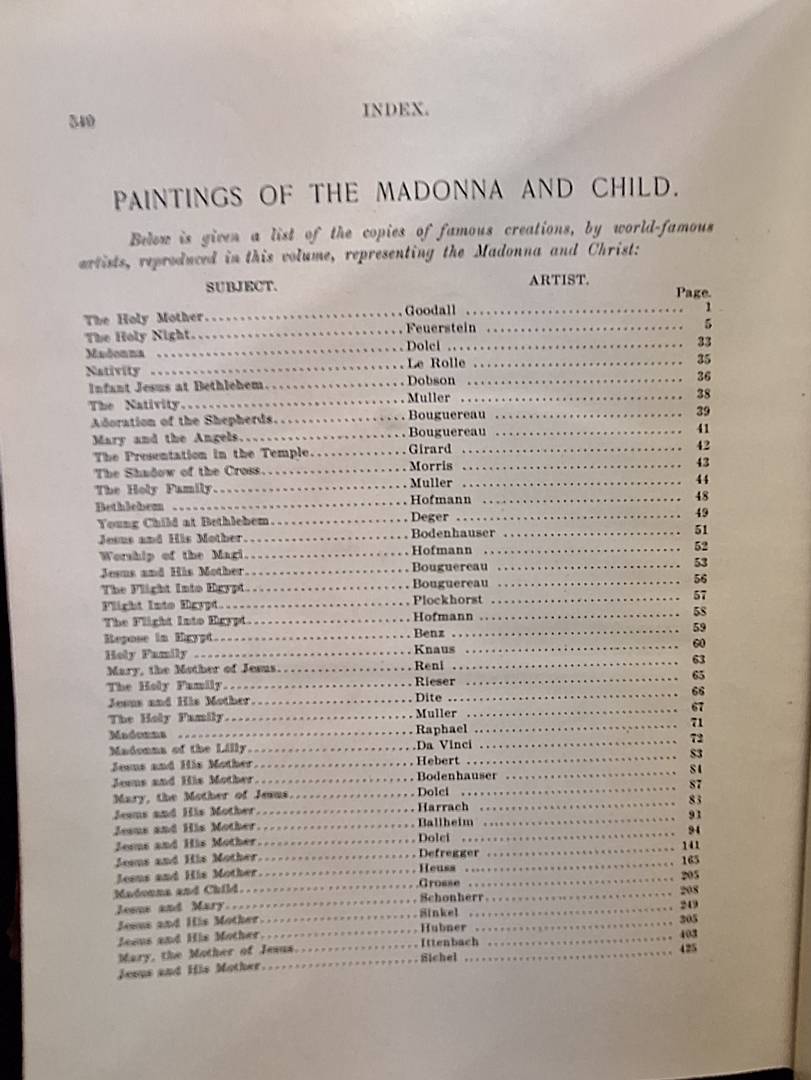 540
INDEX.
PAINTINGS OF THE MADONNA AND CHILD.
Below is given a list of the copies of famous creations, by world-famous
artists, reproduced in this volume, representing the Madonna and Christ:
SUBJECT. ARTIST.
Page.
The Holy Mother ........ Goodall ........ 1
The Holy Night ........ Feuerstein ........ 5
Madonna ........ Dolci ........ 33
Nativity ........ Le Rolle ........ 35
Infant Jesus at Bethlehem ........ Dobson ........ 36
The Nativity ........ Muller ........ 38
Adoration of the Shepherds ........ Bouguereau ........ 39
Mary and the Angels ........ Bouguereau ........ 41
The Presentation in the Temple ........ Girard ........ 42
The Shadow of the Cross ........ Morris ........ 43
The Holy Family ........ Muller ........ 44
Bethlehem ........ Hofmann ........ 48
Young Child at Bethlehem ........ Deger ........ 49
Jesus and His Mother ........ Bodenhauser ........ 51
Worship of the Magi ........ Hofmann ........ 52
Jesus and His Mother ........ Bouguereau ........ 53
The Flight Into Egypt ........ Bouguereau ........ 56
Flight Into Egypt ........ Plockhorst ........ 57
The Flight Into Egypt ........ Hofmann ........ 58
Repose in Egypt ........ Benz ........ 59
Holy Family ........ Knaus ........ 60
Mary, the Mother of Jesus ........ Reni ........ 63
The Holy Family ........ Rieser ........ 65
Jesus and His Mother ........ Dite ........ 66
The Holy Family ........ Muller ........ 67
Madonna ........ Raphael ........ 71
Madonna of the Lilly ........ Da Vinci ........ 72
Jesus and His Mother ........ Hebert ........ 83
Jesus and His Mother ........ Bodenhauser ........ 84
Mary, the Mother of Jesus ........ Dolci ........ 87
Jesus and His Mother ........ Harrach ........
Jesus and His Mother ........ Ballheim ........ 93
Jesus and His Mother ........ Dolci ........ 94
Jesus and His Mother ........ Defregger ........ 141
Jesus and His Mother ........ Heuss ........ 165
Madonna and Child ........ Grosse ........ 205
Jesus and Mary ........ Schonherr ........ 208
Jesus and His Mother ........ Sinkel ........ 249
Jesus and His Mother ........ Hubner ........ 305
Mary, the Mother of Jesus ........ Ittenbach ........ 403
Jesus and His Mother ........ Sichel ........ 425